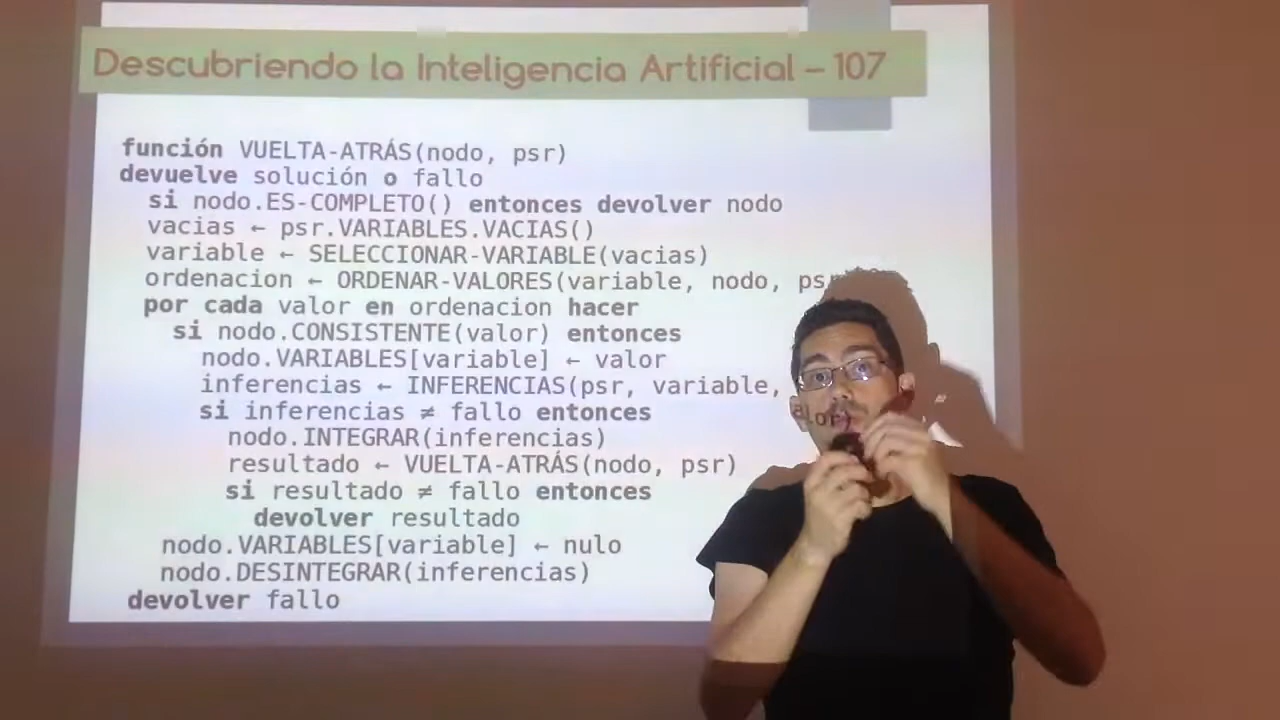 Descubriendo la Inteligencia Artificial – 107
función VUELTA-ATRÁS(nodo, psr)
devuelve solución o fallo
si nodo.ES-COMPLETO() entonces devolver nodo
vacias ← psr.VARIABLES.VACIAS()
variable ← SELECCIONAR-VARIABLE(vacias)
ordenacion ← ORDENAR-VALORES(variable, nodo,
por cada valor en ordenacion hacer
si nodo.CONSISTENTE(valor) entonces
nodo.VARIABLES[variable] ← valor
inferencias ← INFERENCIAS(psr, variable,
si inferencias ≠ fallo entonces
nodo.INTEGRAR(inferencias)
resultado ← VUELTA-ATRÁS(nodo, psr)
si resultado ≠ fallo entonces
devolver resultado
nodo.VARIABLES[variable] ← nulo
nodo.DESINTEGRAR(inferencias)
devolver fallo